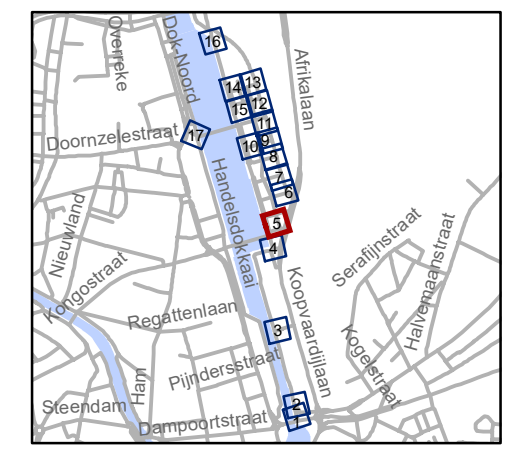 Overreke
Dok-Noord
Afrikalaan
16
14
13
15
12
11
Doornzelestraat
17
9
10
8
7
6
Handelsdokkaai
Nieuwland
5
4
Kongostraat
Koopvaardijlaan
Serafijnstraat
Halvemaanstraat
Regattenlaan
3
Kogelstraat
Pijndersstraat
Ham
Steendam
2
Dampoortstraat
1